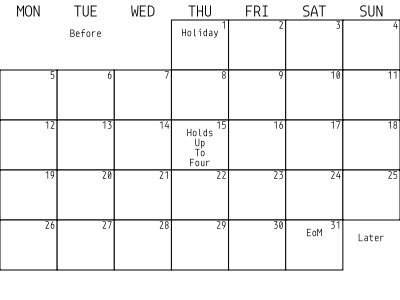 MON TUE WED THU FRI SAT SUN
Before Holiday 1 2 3 4
5 6 7 8 9 10 11
12 13 14 15 16 17 18
Holds
Up
To
Four
19 20 21 22 23 24 25
26 27 28 29 30 31
EoM Later